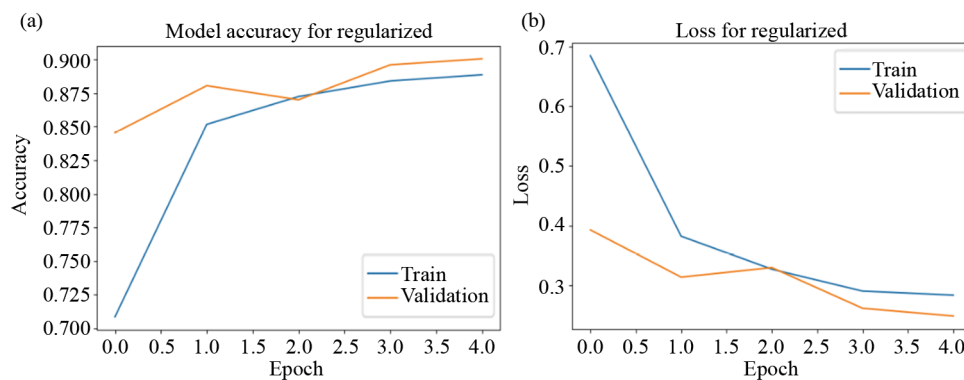 (a)
Model accuracy for regularized
0.900
0.875
0.850
0.825
0.800
0.775
0.750
0.725
0.700
Accuracy
Train
Validation
0.0 0.5 1.0 1.5 2.0 2.5 3.0 3.5 4.0
Epoch
(b)
Loss for regularized
0.7
0.6
0.5
0.4
0.3
Loss
Train
Validation
0.0 0.5 1.0 1.5 2.0 2.5 3.0 3.5 4.0
Epoch